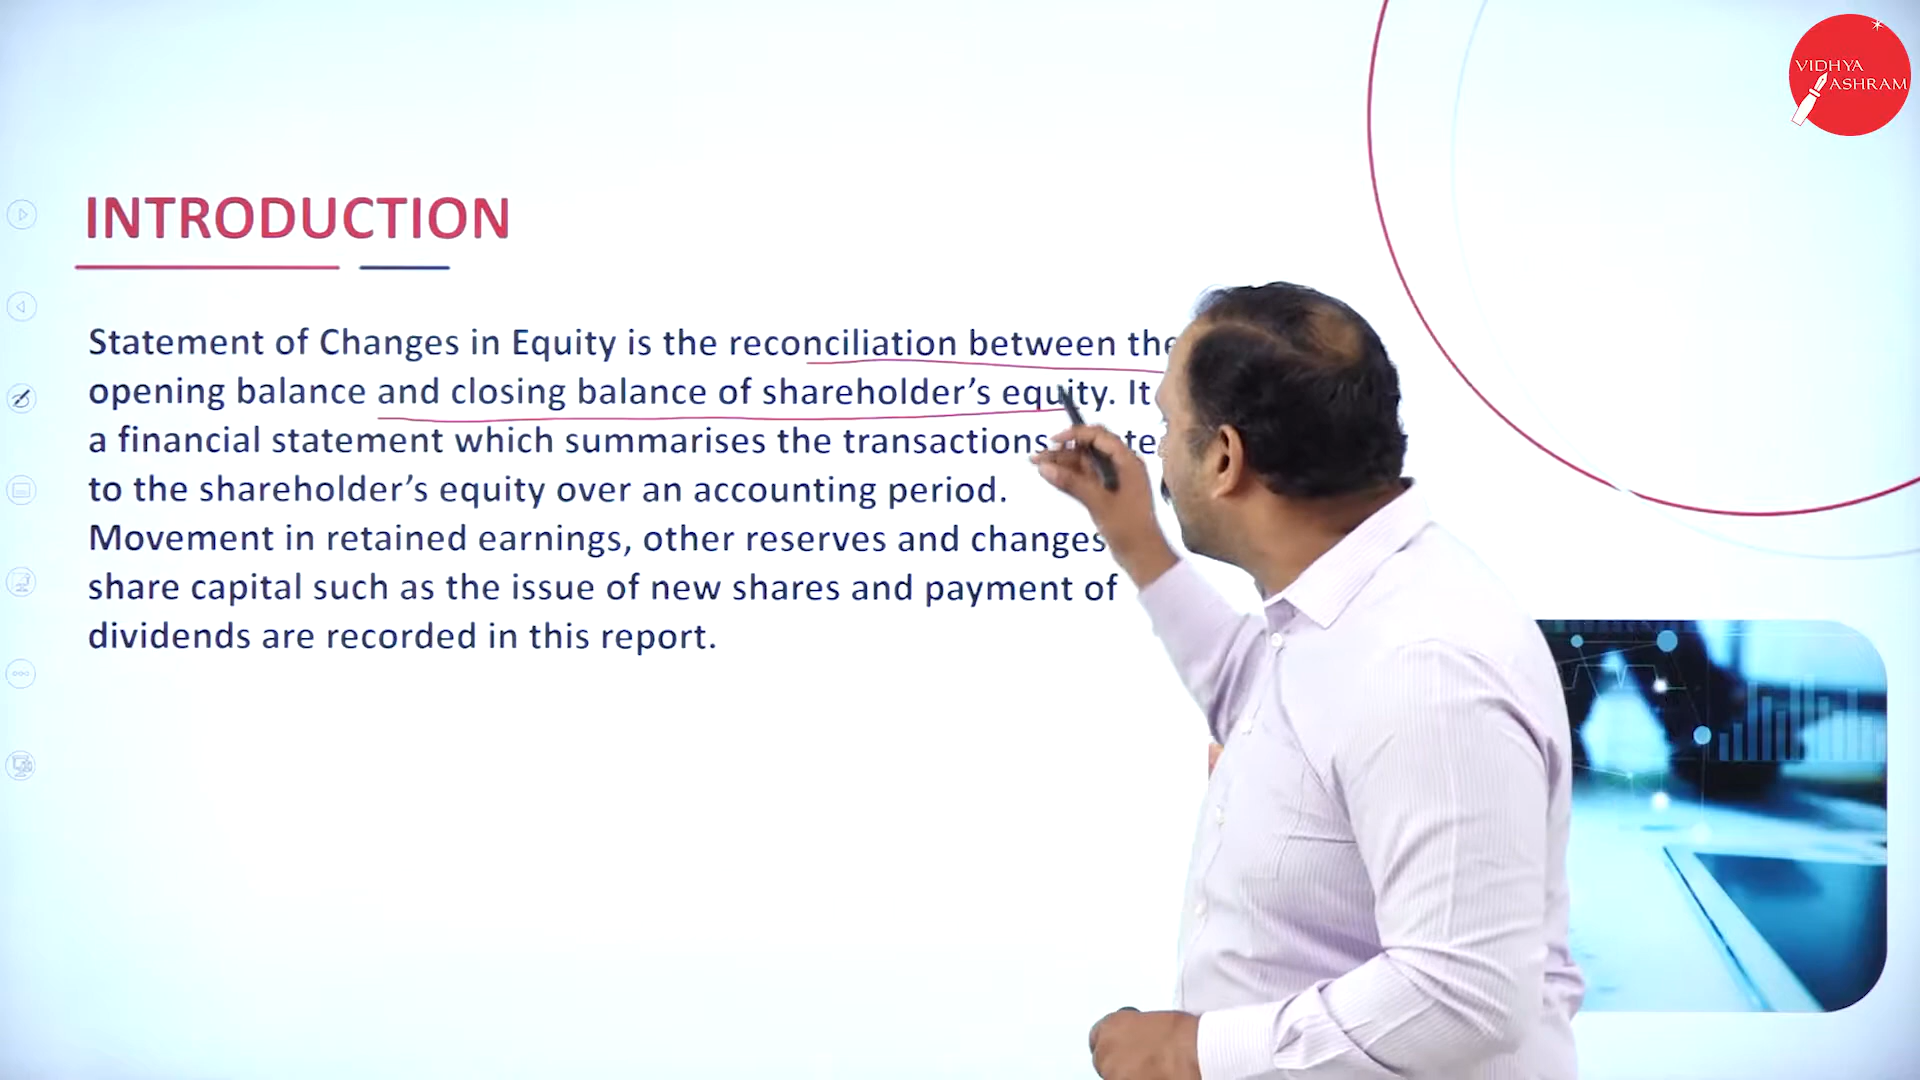 VIDHYA
ASHRAM
INTRODUCTION
Statement of Changes in Equity is the reconciliation between the
opening balance and closing balance of shareholder’s equity. It
a financial statement which summarises the transactions
to the shareholder’s equity over an accounting period.
Movement in retained earnings, other reserves and changes
share capital such as the issue of new shares and payment of
dividends are recorded in this report.